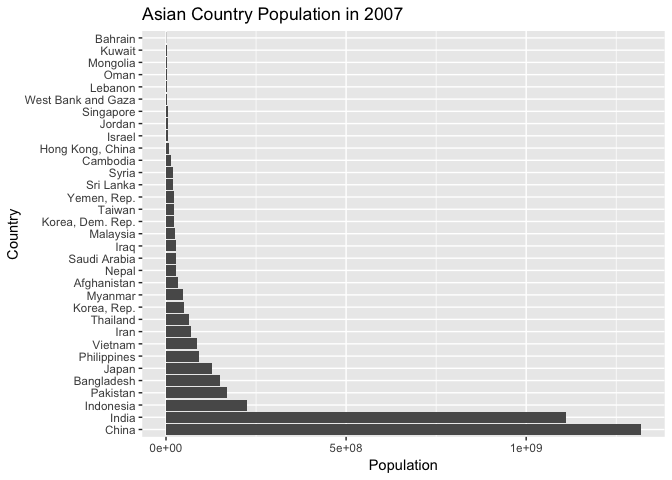 Asian Country Population in 2007
Country
Bahrain
Kuwait
Mongolia
Oman
Lebanon
West Bank and Gaza
Singapore
Jordan
Israel
Hong Kong, China
Cambodia
Syria
Sri Lanka
Yemen, Rep.
Taiwan
Korea, Dem. Rep.
Malaysia
Iraq
Saudi Arabia
Nepal
Afghanistan
Myanmar
Korea, Rep.
Thailand
Iran
Vietnam
Philippines
Japan
Bangladesh
Pakistan
Indonesia
India
China
0e+00 5e+08 1e+09
Population